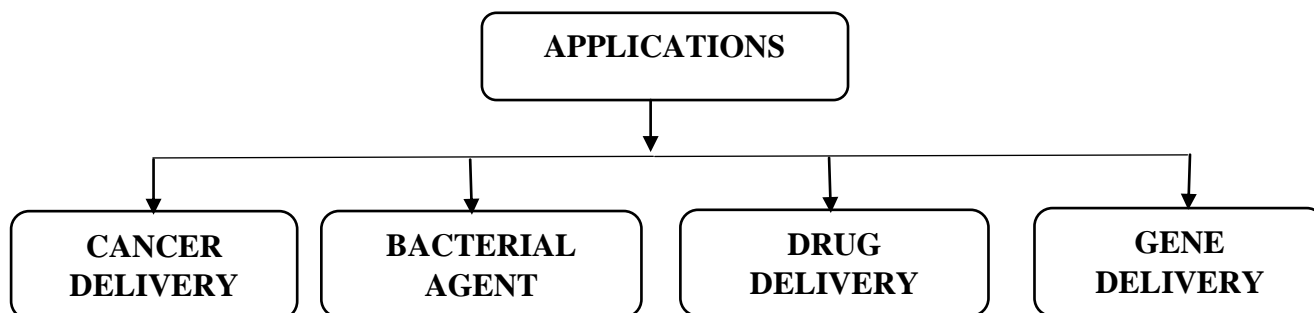 APPLICATIONS
CANCER
DELIVERY
BACTERIAL
AGENT
DRUG
DELIVERY
GENE
DELIVERY